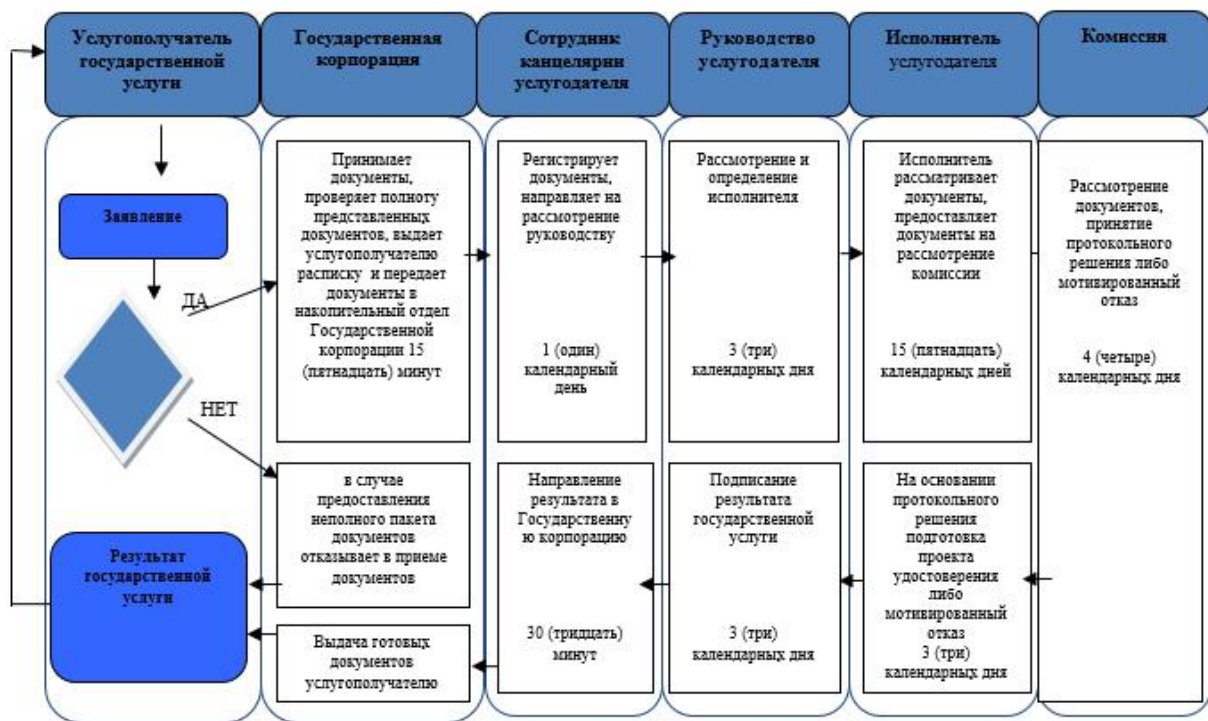 Услугополучатель
государственной
услуги
Государственная
корпорация
Сотрудник
канцелярии
услугодателя
Руководство
услугодателя
Исполнитель
услугодателя
Комиссия
Заявление
ДА
НЕТ
Результат
государственной
услуги
Принимает
документы,
проверяет полноту
представленных
документов, выдает
услугополучателю
расписку и передает
документы в
накопительный отдел
Государственной
корпорации 15
(пятнадцать) минут
в случае
предоставления
неполного пакета
документов
отказывает в приеме
документов
Выдача готовых
документов
услугополучателю
Регистрирует
документы,
направляет на
рассмотрение
руководству
1 (один)
календарный
день
Направление
результата в
Государственну
ю корпорацию
30 (тридцать)
минут
Рассмотрение и
определение
исполнителя
3 (три)
календарных дня
Подписание
результата
государственной
услуги
3 (три)
календарных дня
Исполнитель
рассматривает
документы,
предоставляет
документы на
рассмотрение
комиссии
15 (пятнадцать)
календарных дней
На основании
протокольного
решения
подготовка
проекта
удостоверения
либо
мотивированный
отказ
3 (три)
календарных дня
Рассмотрение
документов,
принятие
протокольного
решения либо
мотивированный
отказ
4 (четыре)
календарных дня